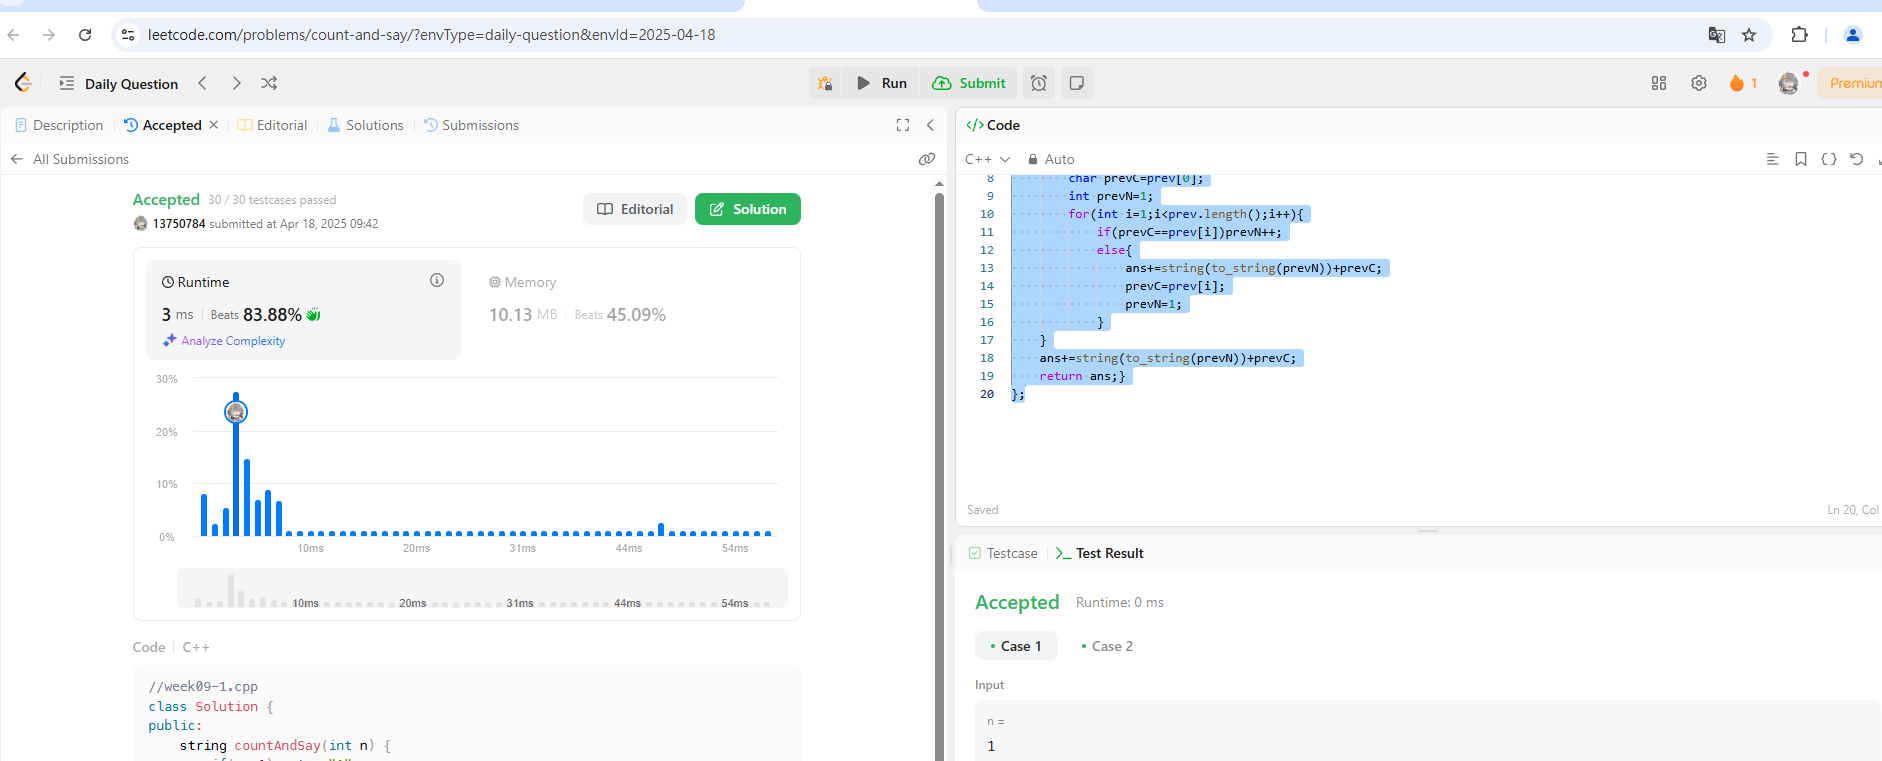 leetcode.com/problems/count-and-say/?envType=daily-question&envId=2025-04-18
Daily Question
Run
Submit
1
Premium
Description
Accepted
Editorial
Solutions
Submissions
All Submissions
Accepted 30 / 30 testcases passed
13750784 submitted at Apr 18, 2025 09:42
Editorial
Solution
Runtime
3 ms Beats 83.88%
Analyze Complexity
Memory
10.13 MB Beats 45.09%
30%
20%
10%
0%
10ms 20ms 31ms 44ms 54ms
10ms 20ms 31ms 44ms 54ms
Code C++
//week09-1.cpp
class Solution {
public:
string countAndSay(int n) {
</> Code
C++ Auto
8 char prevC=prev[0];
9 int prevN=1;
10 for(int i=1;i<prev.length();i++){
11 if(prevC==prev[i])prevN++;
12 else{
13 ans+=string(to_string(prevN))+prevC;
14 prevC=prev[i];
15 prevN=1;
16 }
17 }
18 ans+=string(to_string(prevN))+prevC;
19 return ans;}
20 };
Saved
Ln 20, Col
Testcase
Test Result
Accepted Runtime: 0 ms
Case 1 Case 2
Input
n =
1